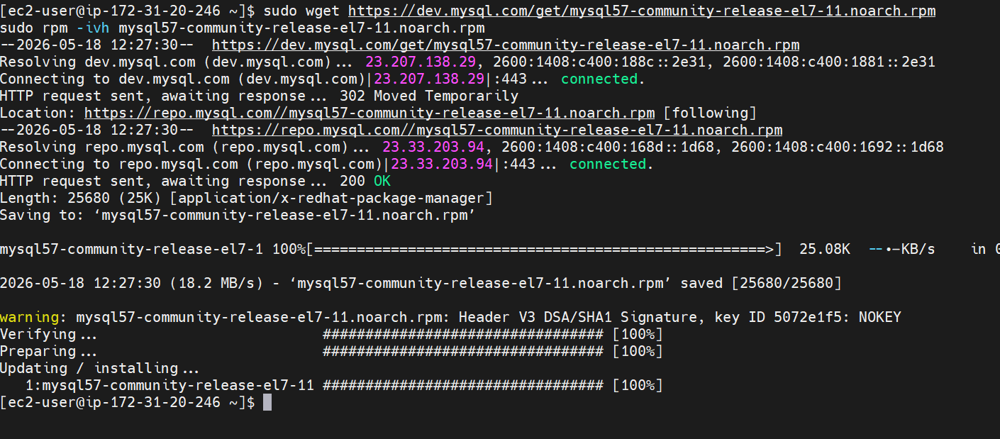 [ec2-user@ip-172-31-20-246 ~]$ sudo wget https://dev.mysql.com/get/mysql57-community-release-el7-11.noarch.rpm
sudo rpm -ivh mysql57-community-release-el7-11.noarch.rpm
--2026-05-18 12:27:30--  https://dev.mysql.com/get/mysql57-community-release-el7-11.noarch.rpm
Resolving dev.mysql.com (dev.mysql.com)... 23.207.138.29, 2600:1408:c400:188c::2e31, 2600:1408:c400:1881::2e31
Connecting to dev.mysql.com (dev.mysql.com)|23.207.138.29|:443... connected.
HTTP request sent, awaiting response... 302 Moved Temporarily
Location: https://repo.mysql.com//mysql57-community-release-el7-11.noarch.rpm [following]
--2026-05-18 12:27:30--  https://repo.mysql.com//mysql57-community-release-el7-11.noarch.rpm
Resolving repo.mysql.com (repo.mysql.com)... 23.33.203.94, 2600:1408:c400:168d::1d68, 2600:1408:c400:1692::1d68
Connecting to repo.mysql.com (repo.mysql.com)|23.33.203.94|:443... connected.
HTTP request sent, awaiting response... 200 OK
Length: 25680 (25K) [application/x-redhat-package-manager]
Saving to: ‘mysql57-community-release-el7-11.noarch.rpm’
mysql57-community-release-el7-1 100%[=====================================================>]  25.08K  --•-KB/s    in 0
2026-05-18 12:27:30 (18.2 MB/s) - ‘mysql57-community-release-el7-11.noarch.rpm’ saved [25680/25680]
warning: mysql57-community-release-el7-11.noarch.rpm: Header V3 DSA/SHA1 Signature, key ID 5072e1f5: NOKEY
Verifying...                          ################################# [100%]
Preparing...                          ################################# [100%]
Updating / installing...
   1:mysql57-community-release-el7-11 ################################# [100%]
[ec2-user@ip-172-31-20-246 ~]$